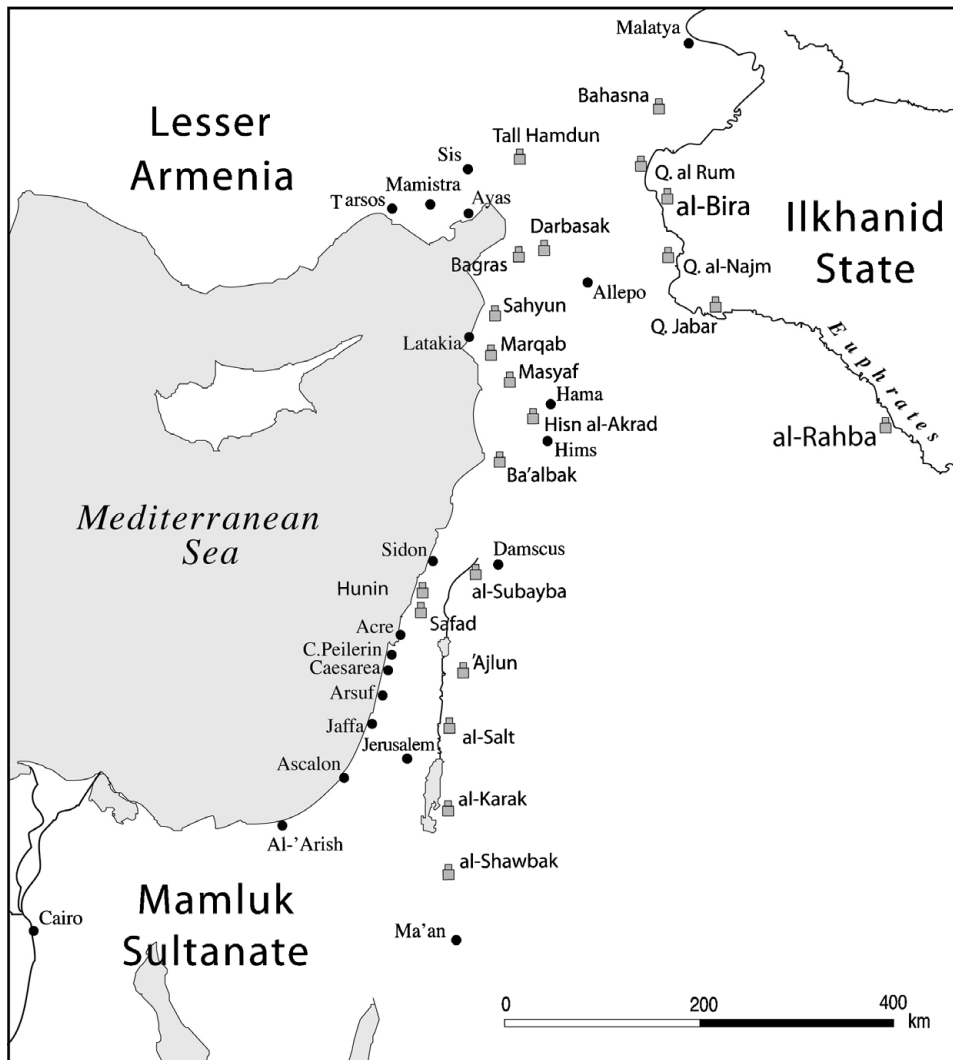 Malatya
Bahasna
Lesser
Armenia
Tall Hamdun
Sis
Q. al Rum
Mamistra
Tarsos
Ayas
al-Bira
Ilkhanid
State
Darbasak
Bagras
Q. al-Najm
Allepo
Sahyun
Q. Jabar
Euphrates
Latakia
Marqab
Masyaf
Hama
Hisn al-Akrad
al-Rahba
Hims
Ba'albak
Mediterranean
Sea
Sidon
Damscus
Hunin
al-Subayba
Safad
Acre
C.Peilerin
Caesarea
'Ajlun
Arsuf
Jaffa
al-Salt
Jerusalem
Ascalon
al-Karak
Al-'Arish
al-Shawbak
Mamluk
Sultanate
Cairo
Ma'an
0 200 400
km